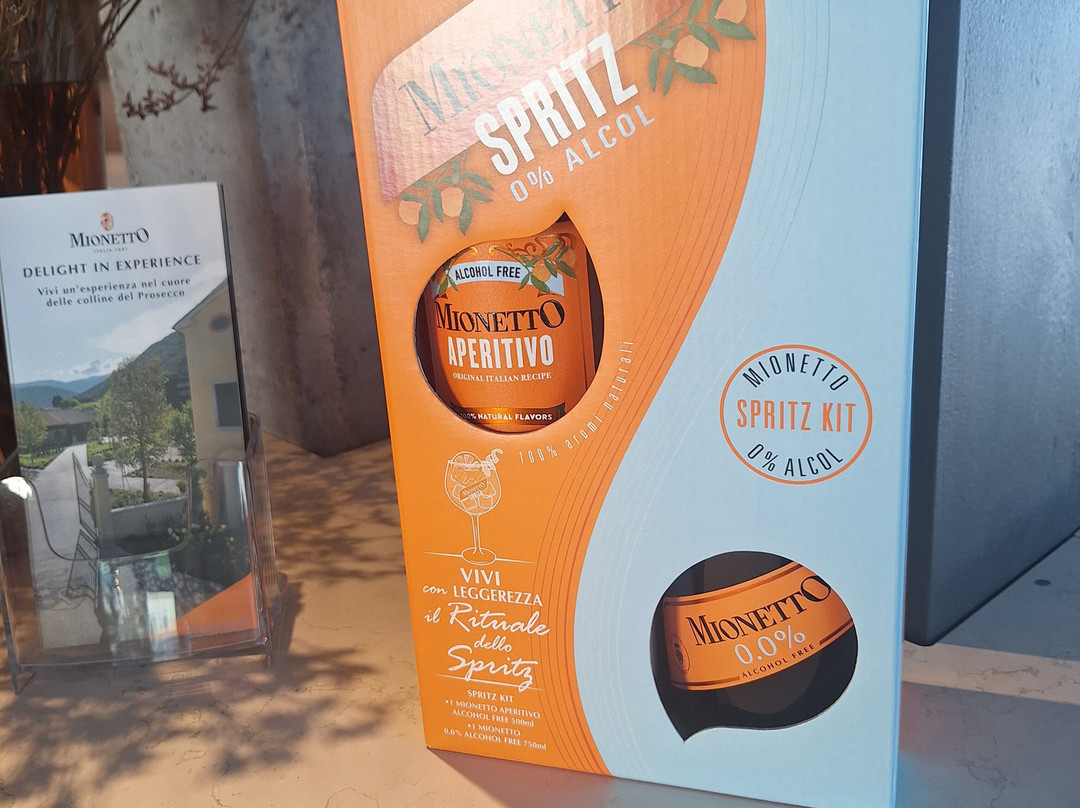 MIONETTO
SPRITZ
0% ALCOL
ALCOHOL FREE
MIONETTO
APERITIVO
ORIGINAL ITALIAN RECIPE
100% NATURAL FLAVORS
100% aromi naturali
VIVI
con LEGGEREZZA
il Rituale
dello
Spritz
SPRITZ KIT
•1 MIONETTO APERITIVO
ALCOHOL FREE 500ml
•1 MIONETTO
0.0% ALCOHOL FREE 750ml
MIONETTO
SPRITZ KIT
0% ALCOL
MIONETTO
0.0%
ALCOHOL FREE
MIONETTO
DELIGHT IN EXPERIENCE
Vivi un'esperienza nel cuore
delle colline del Prosecco